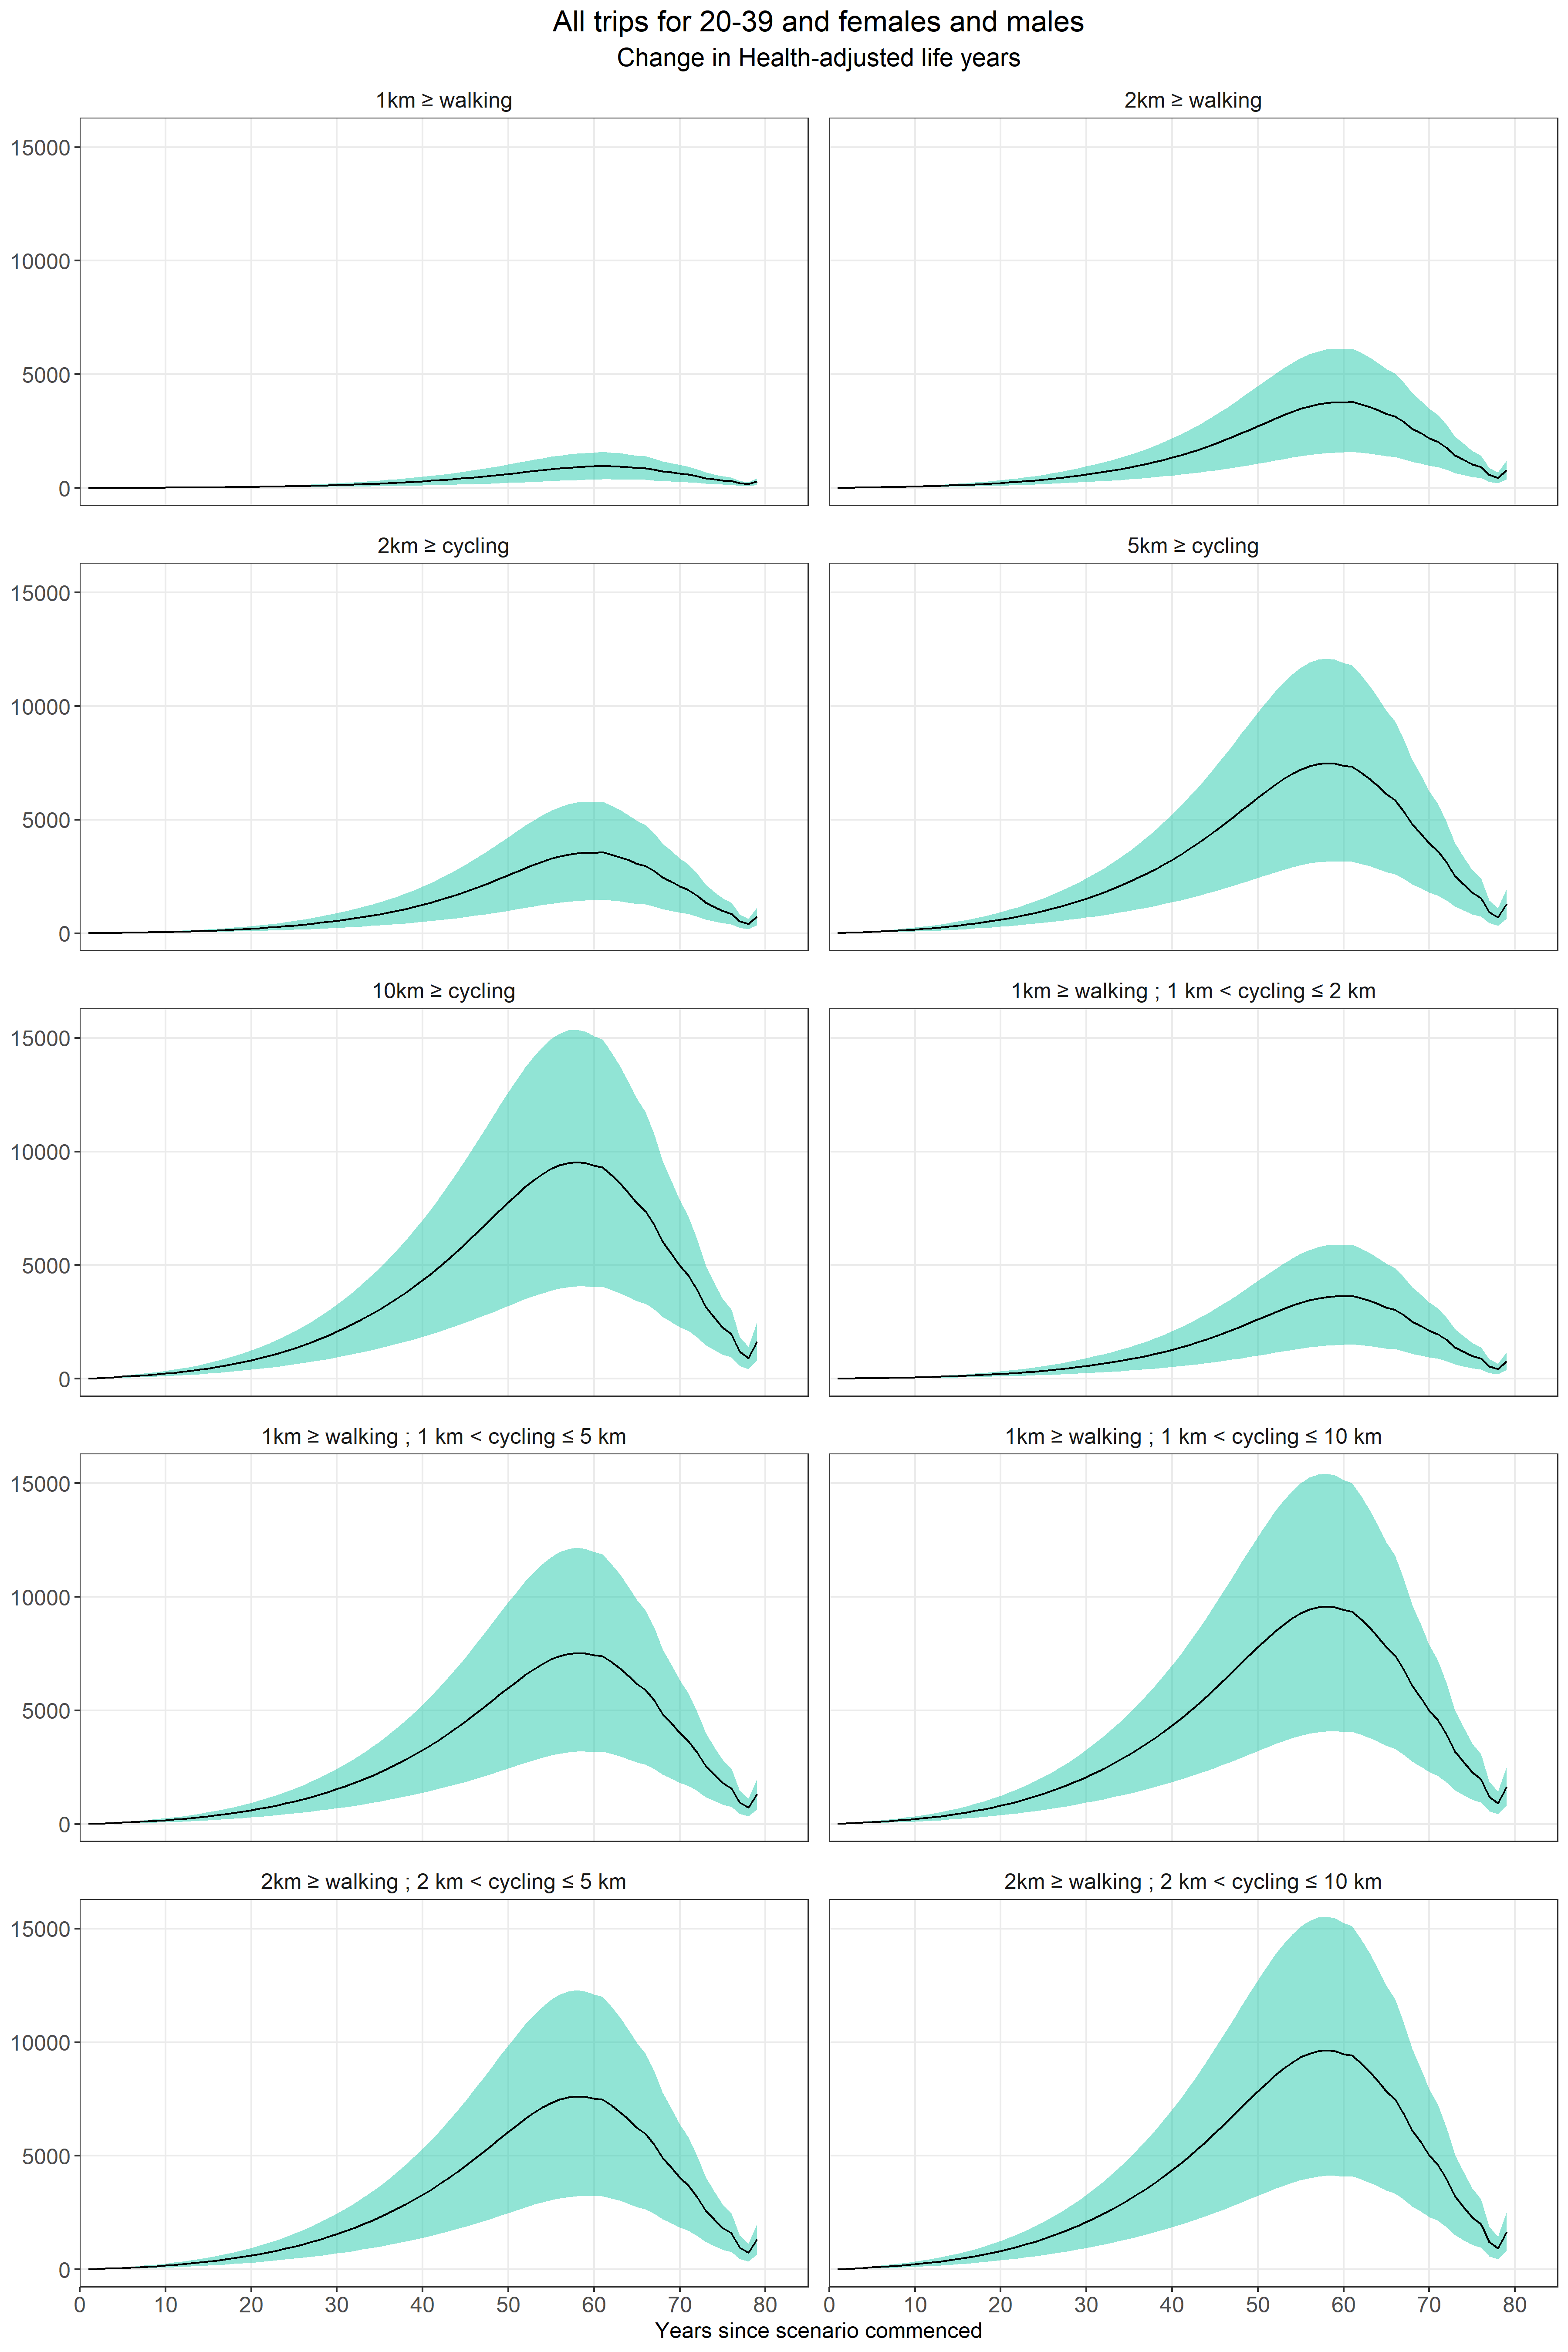 All trips for 20-39 and females and males
Change in Health-adjusted life years
1km ≥ walking
2km ≥ walking
15000
10000
5000
0
2km ≥ cycling
5km ≥ cycling
15000
10000
5000
0
10km ≥ cycling
1km ≥ walking ; 1 km < cycling ≤ 2 km
15000
10000
5000
0
1km ≥ walking ; 1 km < cycling ≤ 5 km
1km ≥ walking ; 1 km < cycling ≤ 10 km
15000
10000
5000
0
2km ≥ walking ; 2 km < cycling ≤ 5 km
2km ≥ walking ; 2 km < cycling ≤ 10 km
15000
10000
5000
0
0 10 20 30 40 50 60 70 80
0 10 20 30 40 50 60 70 80
Years since scenario commenced